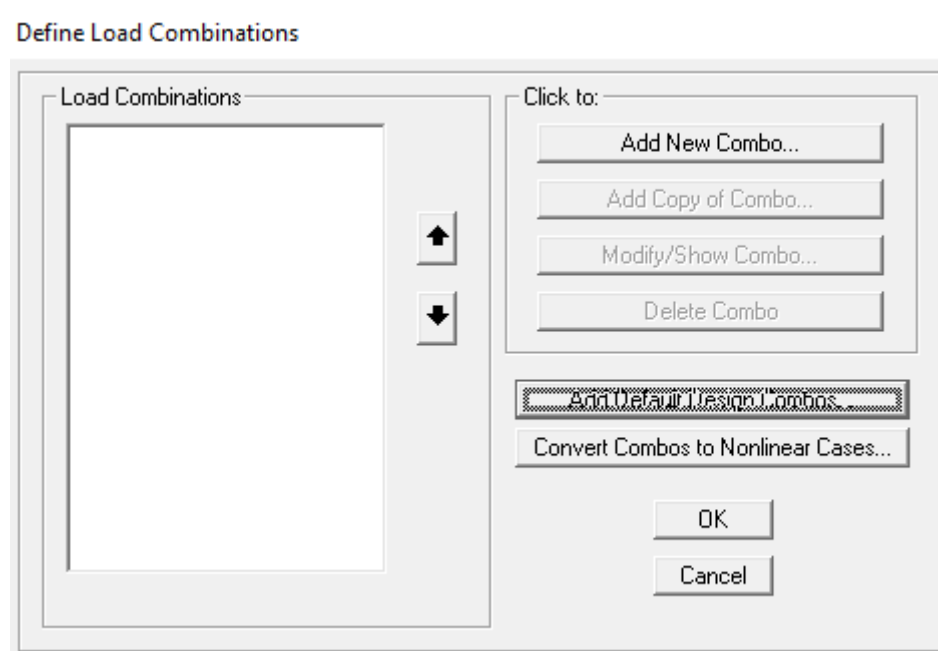 Define Load Combinations
Load Combinations
Click to:
Add New Combo...
Add Copy of Combo...
Modify/Show Combo...
Delete Combo
Add Default Design Combos...
Convert Combos to Nonlinear Cases...
OK
Cancel